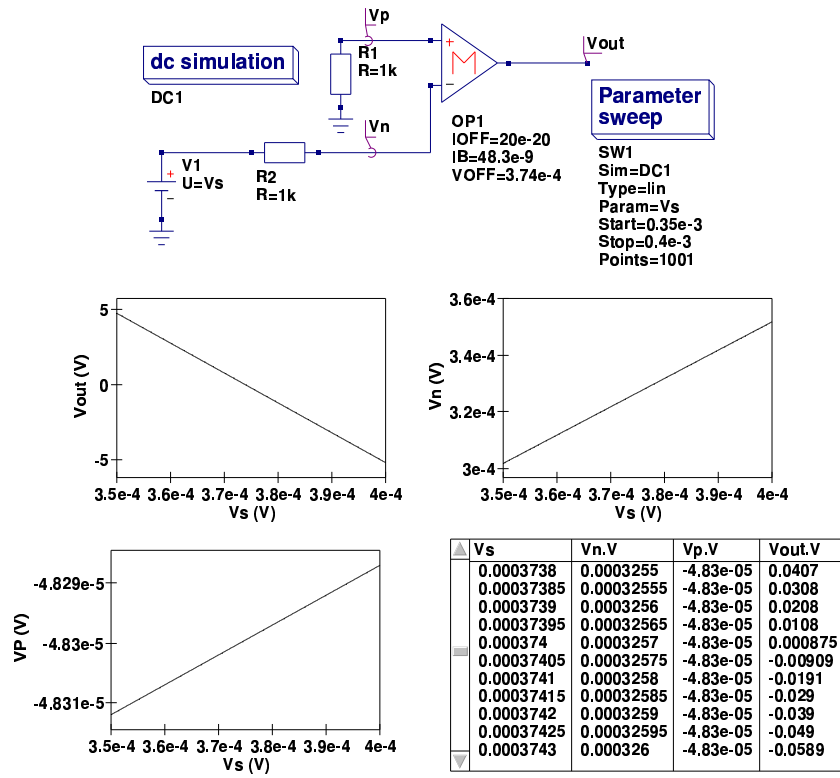 Vp
Vout
dc simulation
DC1
R1
R=1k
+
-
Parameter
sweep
Vn
OP1
IOFF=20e-20
IB=48.3e-9
VOFF=3.74e-4
V1
U=Vs
+
-
R2
R=1k
SW1
Sim=DC1
Type=lin
Param=Vs
Start=0.35e-3
Stop=0.4e-3
Points=1001
Vout (V)
5
0
-5
3.5e-4 3.6e-4 3.7e-4 3.8e-4 3.9e-4 4e-4
Vs (V)
Vn (V)
3.6e-4
3.4e-4
3.2e-4
3e-4
3.5e-4 3.6e-4 3.7e-4 3.8e-4 3.9e-4 4e-4
Vs (V)
VP (V)
-4.829e-5
-4.83e-5
-4.831e-5
3.5e-4 3.6e-4 3.7e-4 3.8e-4 3.9e-4 4e-4
Vs (V)
Vs Vn.V Vp.V Vout.V
0.0003738 0.0003255 -4.83e-05 0.0407
0.00037385 0.00032555 -4.83e-05 0.0308
0.0003739 0.0003256 -4.83e-05 0.0208
0.00037395 0.00032565 -4.83e-05 0.0108
0.000374 0.0003257 -4.83e-05 0.000875
0.00037405 0.00032575 -4.83e-05 -0.00909
0.0003741 0.0003258 -4.83e-05 -0.0191
0.00037415 0.00032585 -4.83e-05 -0.029
0.0003742 0.0003259 -4.83e-05 -0.039
0.00037425 0.00032595 -4.83e-05 -0.049
0.0003743 0.000326 -4.83e-05 -0.0589